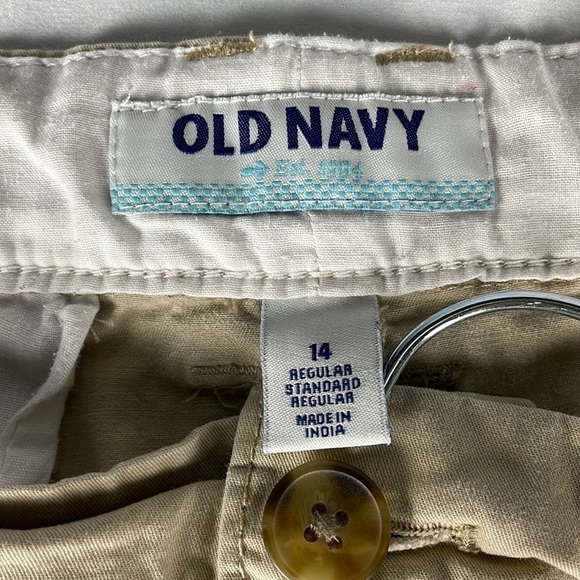 OLD NAVY
Est. 1994
14
REGULAR
STANDARD
REGULAR
MADE IN
INDIA